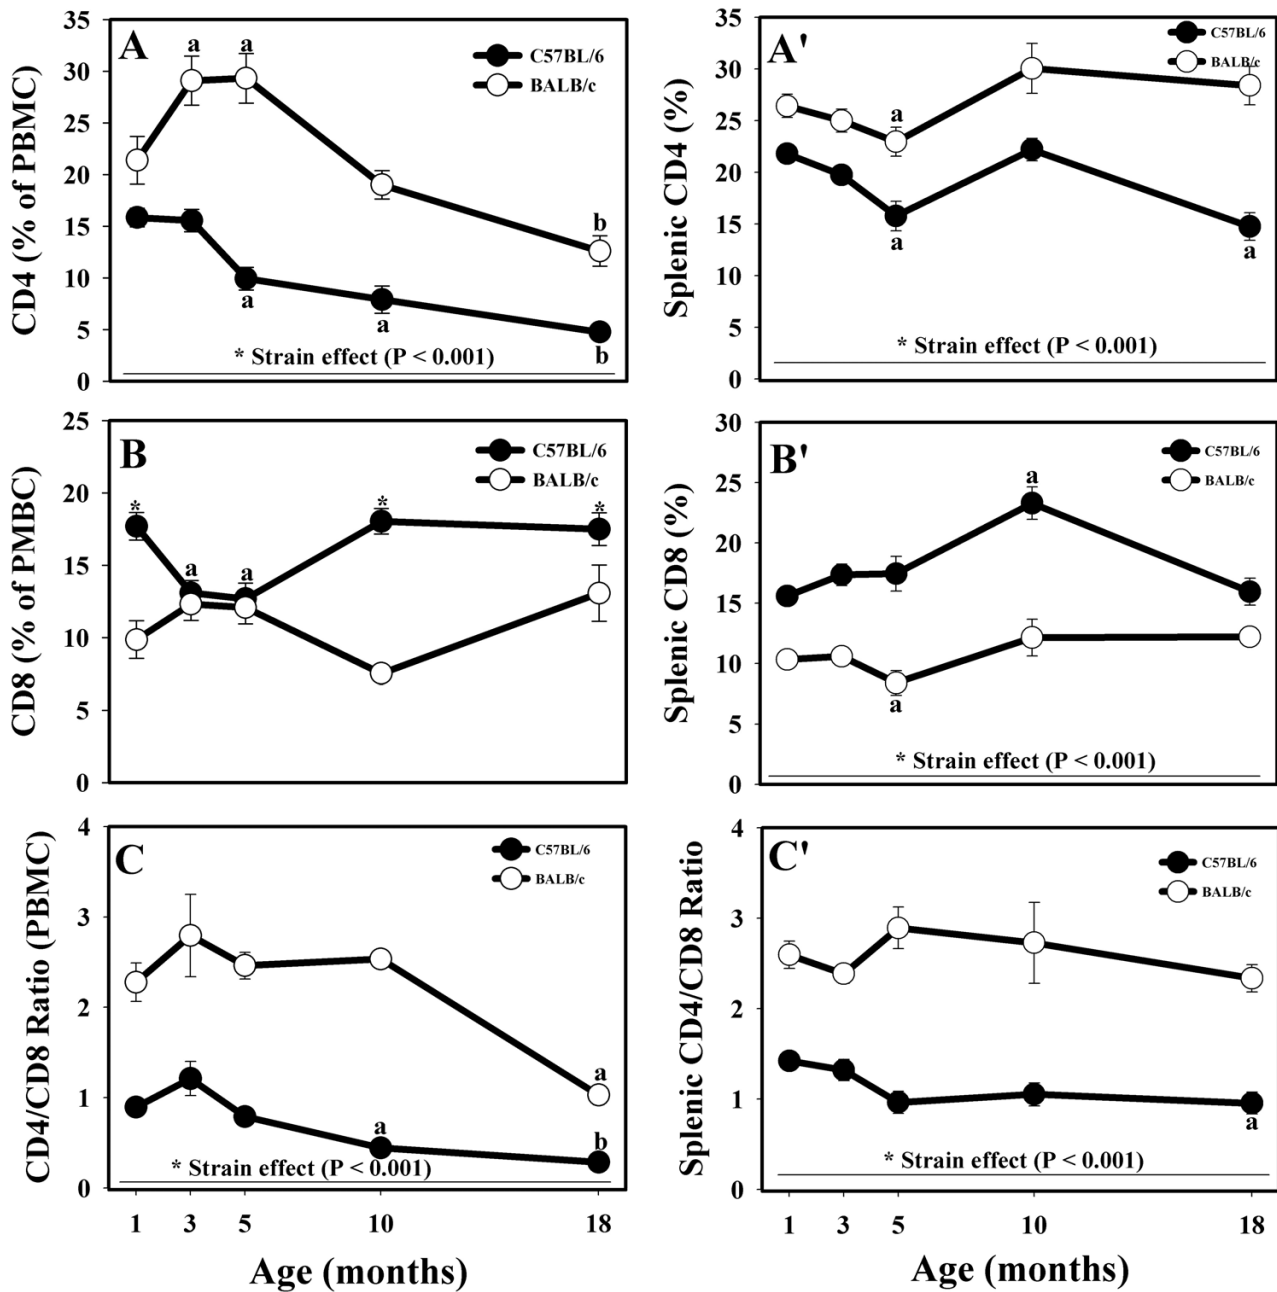 A
C57BL/6
BALB/c
CD4 (% of PBMC)
35
30
25
20
15
10
5
0
a
a
a
a
b
b
* Strain effect (P < 0.001)
A'
C57BL/6
BALB/c
Splenic CD4 (%)
35
30
25
20
15
10
5
0
a
a
a
* Strain effect (P < 0.001)
B
C57BL/6
BALB/c
CD8 (% of PMBC)
25
20
15
10
5
0
*
a
a
*
*
B'
C57BL/6
BALB/c
Splenic CD8 (%)
30
25
20
15
10
5
0
a
a
* Strain effect (P < 0.001)
C
C57BL/6
BALB/c
CD4/CD8 Ratio (PBMC)
4
3
2
1
0
a
a
b
* Strain effect (P < 0.001)
1 3 5 10 18
Age (months)
C'
C57BL/6
BALB/c
Splenic CD4/CD8 Ratio
4
3
2
1
0
a
* Strain effect (P < 0.001)
1 3 5 10 18
Age (months)